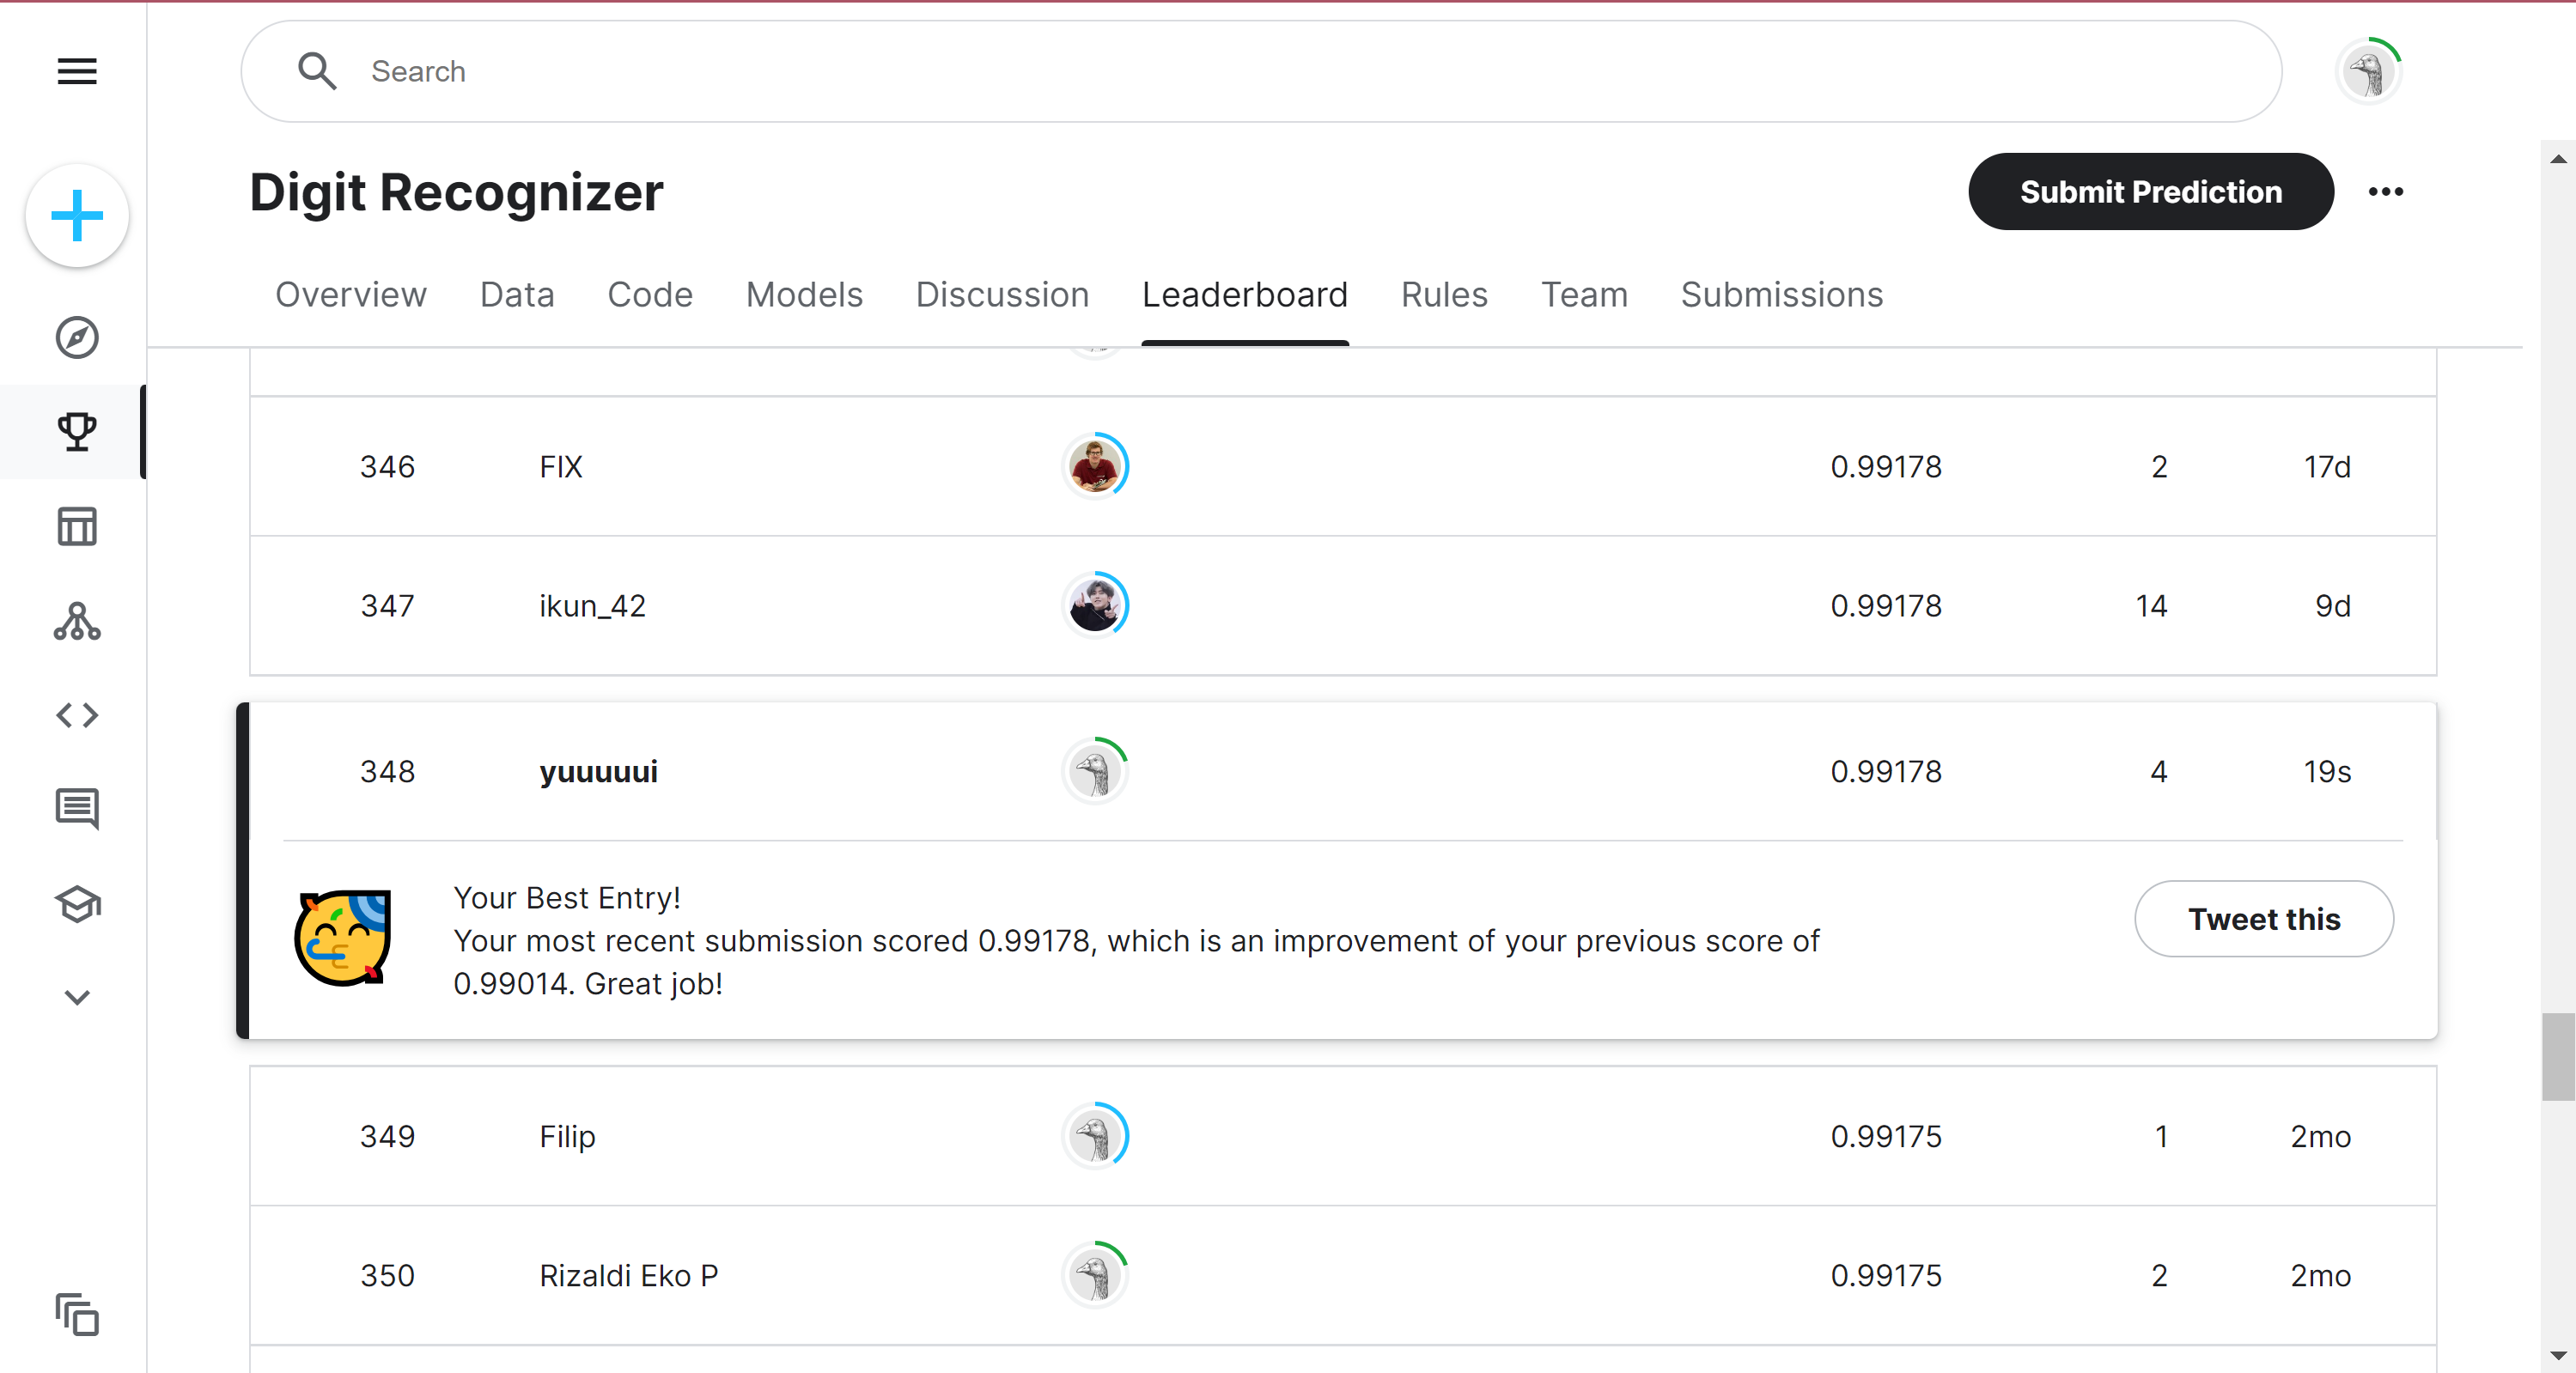 Search
Digit Recognizer
Submit Prediction
Overview Data Code Models Discussion Leaderboard Rules Team Submissions
346 FIX 0.99178 2 17d
347 ikun_42 0.99178 14 9d
348 yuuuuui 0.99178 4 19s
Your Best Entry!
Your most recent submission scored 0.99178, which is an improvement of your previous score of
0.99014. Great job!
Tweet this
349 Filip 0.99175 1 2mo
350 Rizaldi Eko P 0.99175 2 2mo